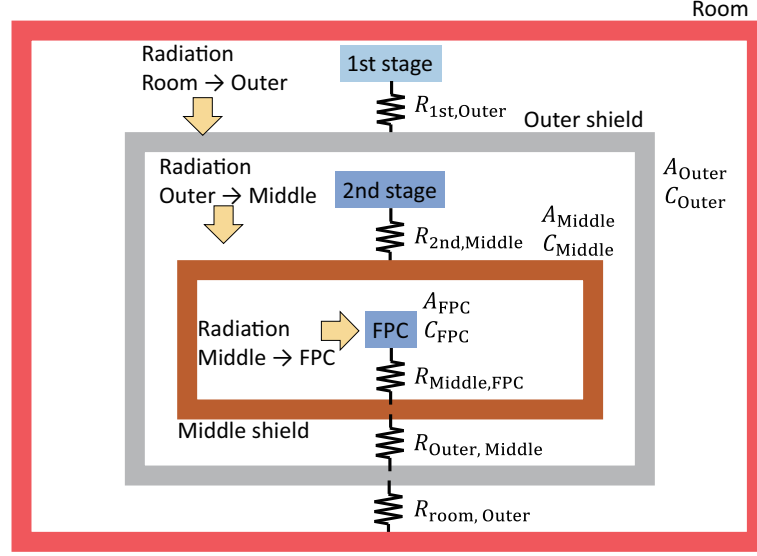 Room
Radiation
Room → Outer
1st stage
R1st,Outer
Outer shield
AOuter
COuter
Radiation
Outer → Middle
2nd stage
R2nd,Middle
AMiddle
CMiddle
Radiation
Middle → FPC
FPC
AFPC
CFPC
RMiddle,FPC
Middle shield
ROuter, Middle
Rroom, Outer